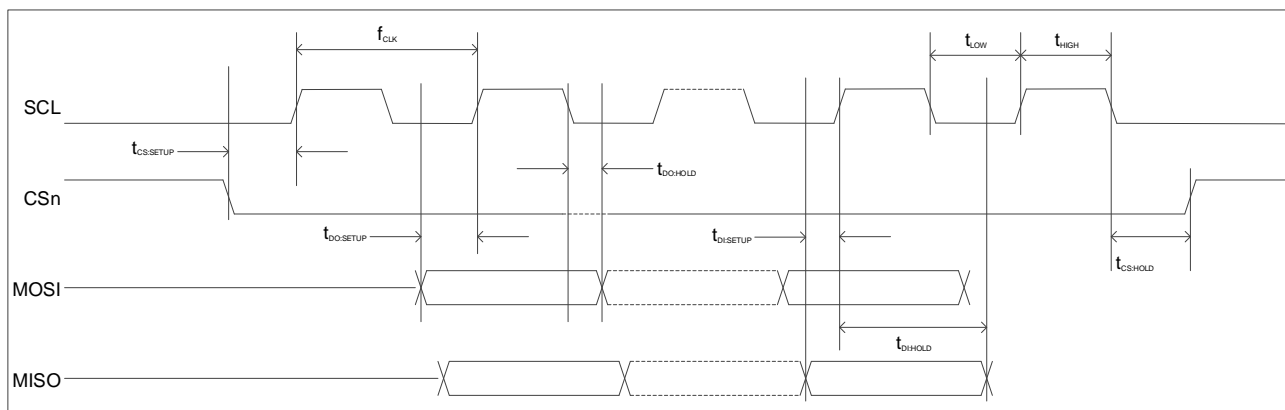 fCLK
tLOW
tHIGH
SCL
tCS:SETUP
tDO:HOLD
CSn
tDO:SETUP
tDI:SETUP
tCS:HOLD
MOSI
tDI:HOLD
MISO